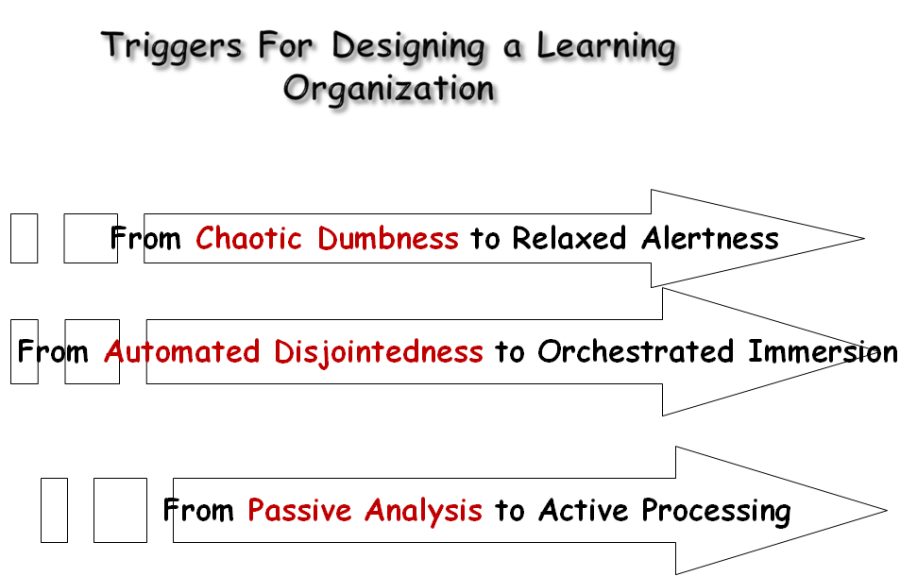 Triggers For Designing a Learning
Organization
From Chaotic Dumbness to Relaxed Alertness
From Automated Disjointedness to Orchestrated Immersion
From Passive Analysis to Active Processing